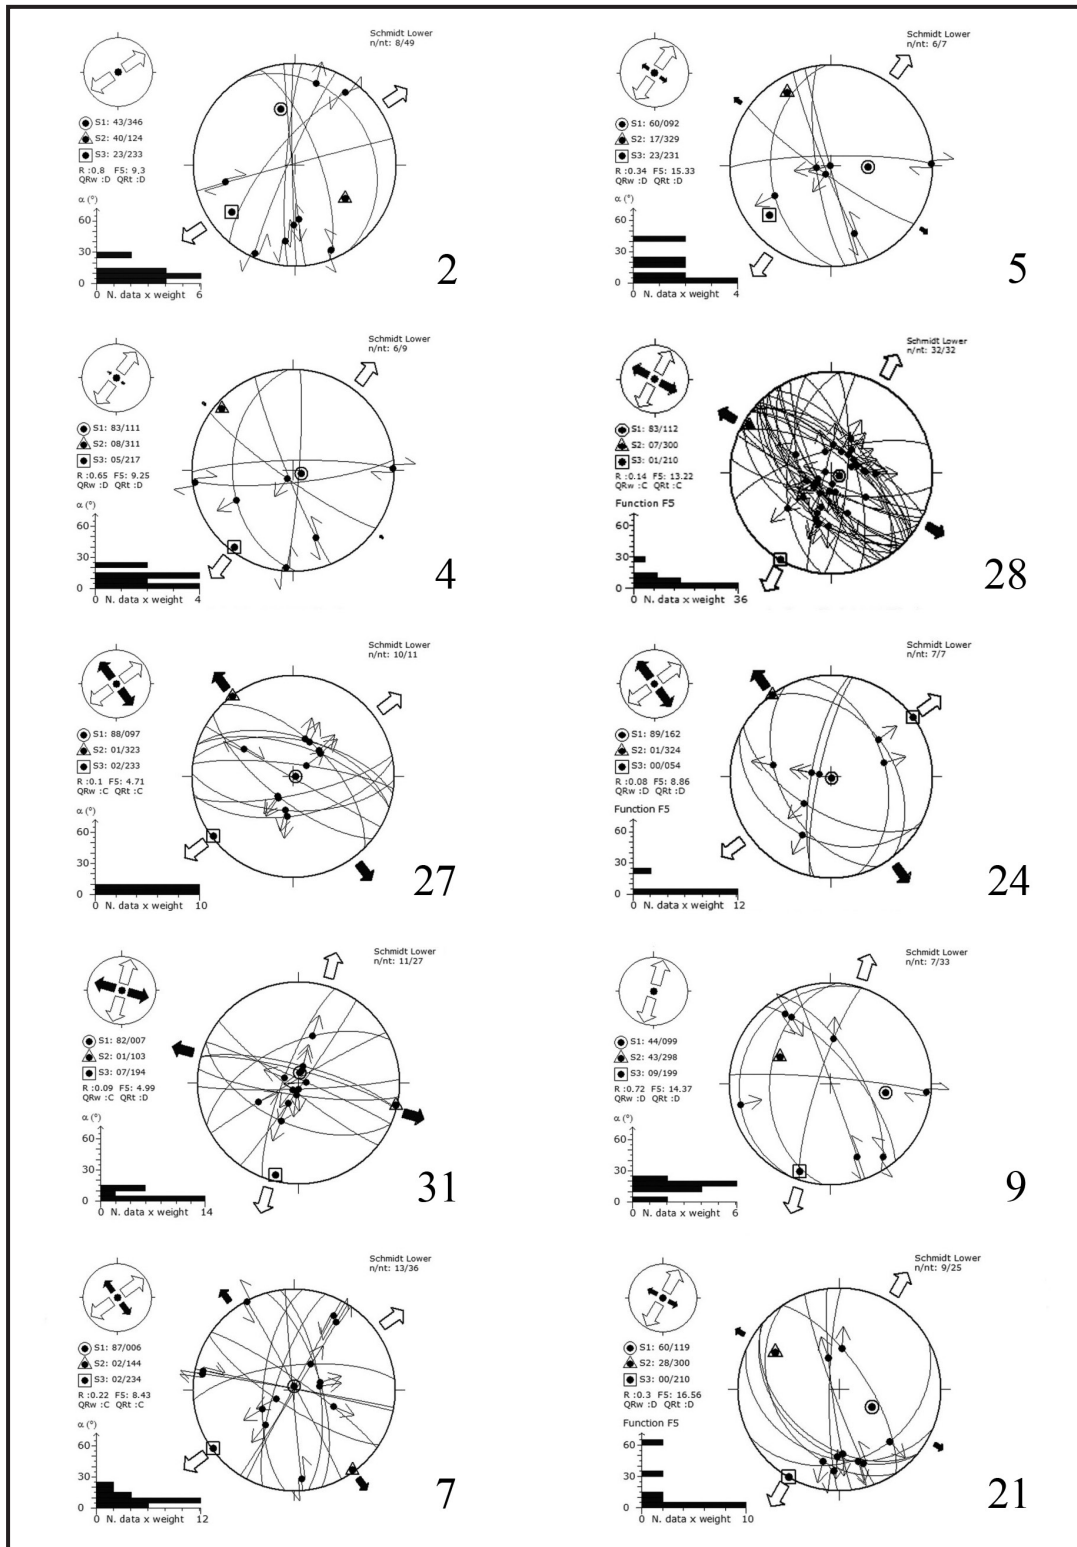 Schmidt Lower
n/nt: 8/49
S1: 43/346
S2: 40/124
S3: 23/233
R :0,8 F5: 9,3
QRw :D QRt :D
α (°)
60
30
0
0 N. data x weight 6
2
Schmidt Lower
n/nt: 6/7
S1: 60/092
S2: 17/329
S3: 23/231
R :0.34 F5: 15.33
QRw :D QRt :D
α (°)
60
30
0
0 N. data x weight 4
5
Schmidt Lower
n/nt: 6/9
S1: 83/111
S2: 08/311
S3: 05/217
R :0.65 F5: 9.25
QRw :D QRt :D
α (°)
60
30
0
0 N. data x weight 4
4
Schmidt Lower
n/nt: 32/32
S1: 83/112
S2: 07/300
S3: 01/210
R :0.14 F5: 13.22
QRw :C QRt :C
Function F5
60
30
0
0 N. data x weight 36
28
Schmidt Lower
n/nt: 10/11
S1: 88/097
S2: 01/323
S3: 02/233
R :0.1 F5: 4.71
QRw :C QRt :C
α (°)
60
30
0
0 N. data x weight 10
27
Schmidt Lower
n/nt: 7/7
S1: 89/162
S2: 01/324
S3: 00/054
R :0.08 F5: 8.86
QRw :D QRt :D
Function F5
60
30
0
0 N. data x weight 12
24
Schmidt Lower
n/nt: 11/27
S1: 82/007
S2: 01/103
S3: 07/194
R :0.09 F5: 4.99
QRw :C QRt :D
α (°)
60
30
0
0 N. data x weight 14
31
Schmidt Lower
n/nt: 7/33
S1: 44/099
S2: 43/298
S3: 09/199
R :0.72 F5: 14.37
QRw :D QRt :D
α (°)
60
30
0
0 N. data x weight 6
9
Schmidt Lower
n/nt: 13/36
S1: 87/006
S2: 02/144
S3: 02/234
R :0.22 F5: 8.43
QRw :C QRt :C
α (°)
60
30
0
0 N. data x weight 12
7
Schmidt Lower
n/nt: 9/25
S1: 60/119
S2: 28/300
S3: 00/210
R :0.3 F5: 16.56
QRw :D QRt :D
Function F5
60
30
0
0 N. data x weight 10
21